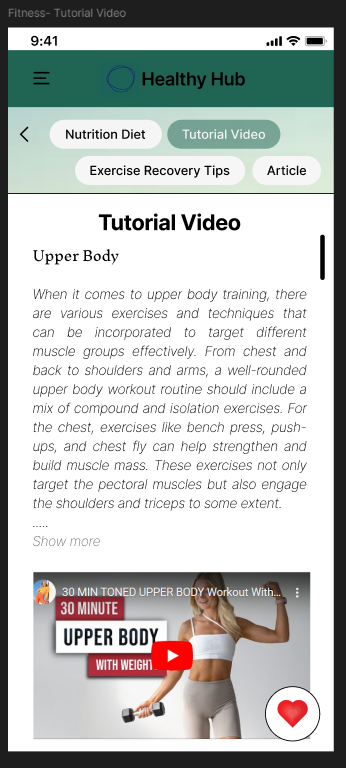 Fitness- Tutorial Video
9:41
Healthy Hub
Nutrition Diet
Tutorial Video
Exercise Recovery Tips
Article
Tutorial Video
Upper Body
When it comes to upper body training, there
are various exercises and techniques that
can be incorporated to target different
muscle groups effectively. From chest and
back to shoulders and arms, a well-rounded
upper body workout routine should include a
mix of compound and isolation exercises. For
the chest, exercises like bench press, push-
ups, and chest fly can help strengthen and
build muscle mass. These exercises not only
target the pectoral muscles but also engage
the shoulders and triceps to some extent.
.....
Show more
30 MIN TONED UPPER BODY Workout With...
30 MINUTE
UPPER BODY
WITH WEIGHT